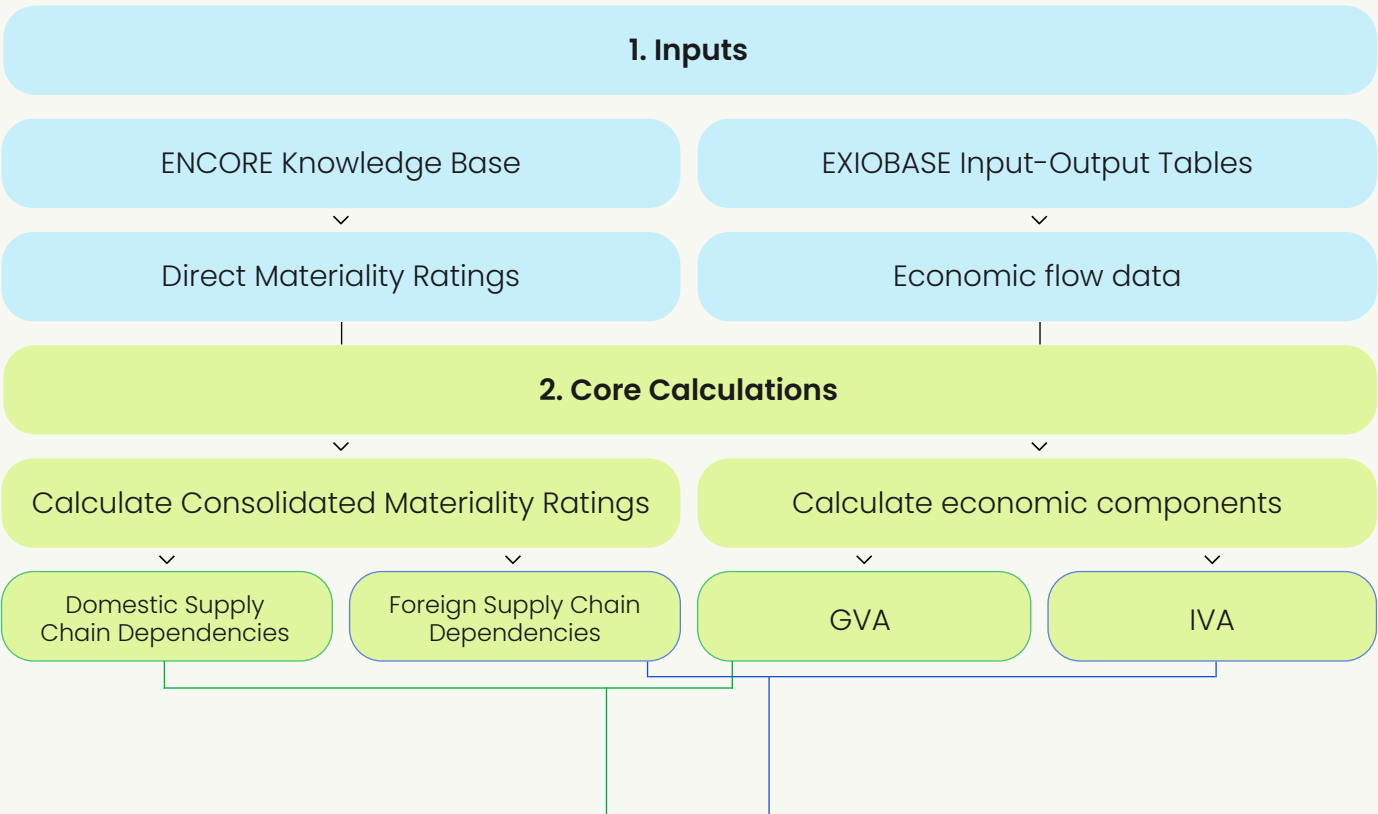 1. Inputs
ENCORE Knowledge Base
EXIOBASE Input-Output Tables
Direct Materiality Ratings
Economic flow data
2. Core Calculations
Calculate Consolidated Materiality Ratings
Calculate economic components
Domestic Supply
Chain Dependencies
Foreign Supply Chain
Dependencies
GVA
IVA